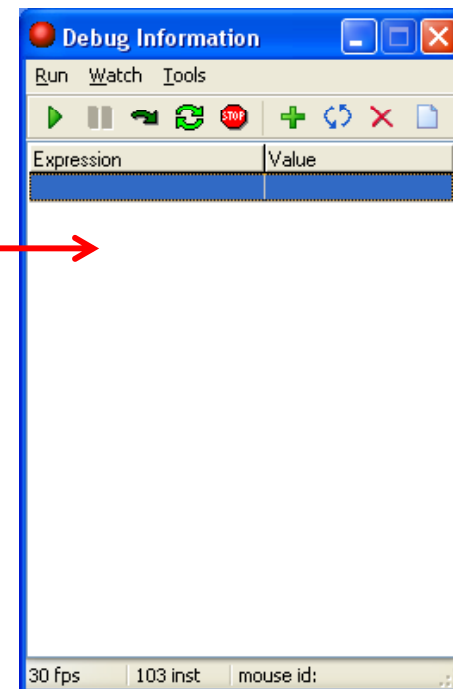 Debug Information
Run Watch Tools
STOP
Expression Value
30 fps 103 inst mouse id: